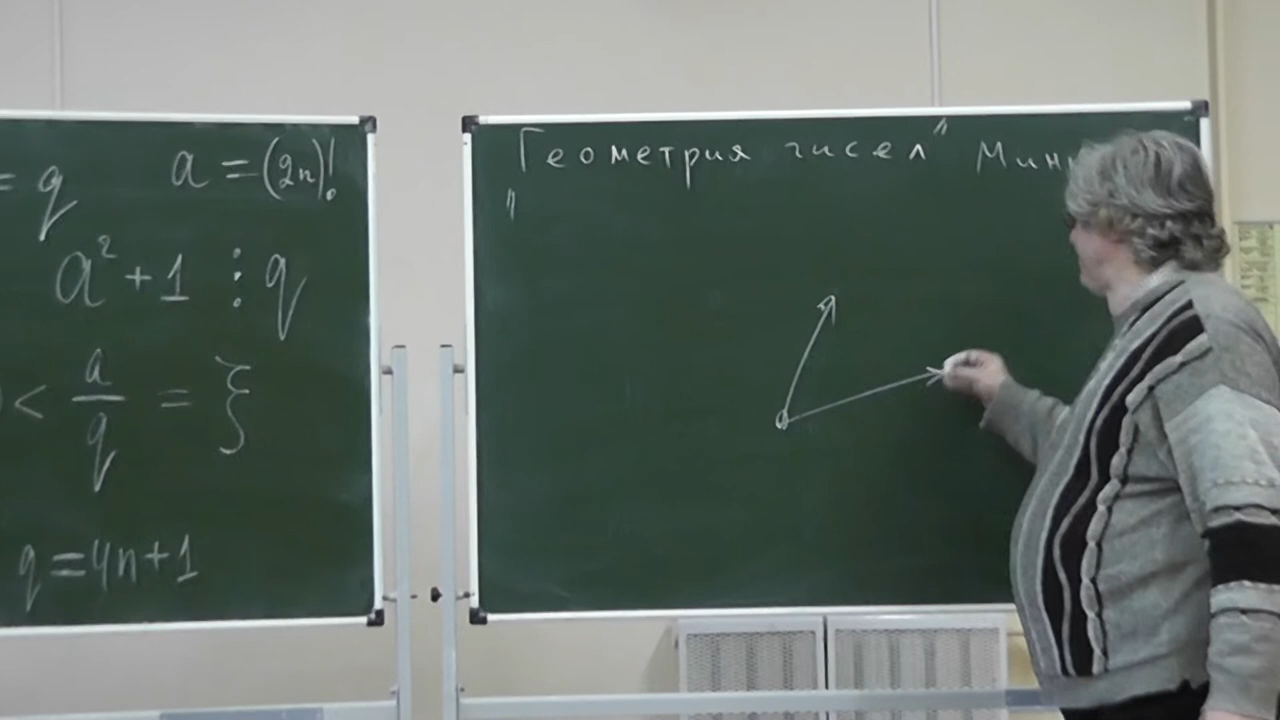 = q a = (2n)!
a² + 1 ⋮ q
< a/q = ξ
q = 4n+1
"Геометрия чисел" Мин